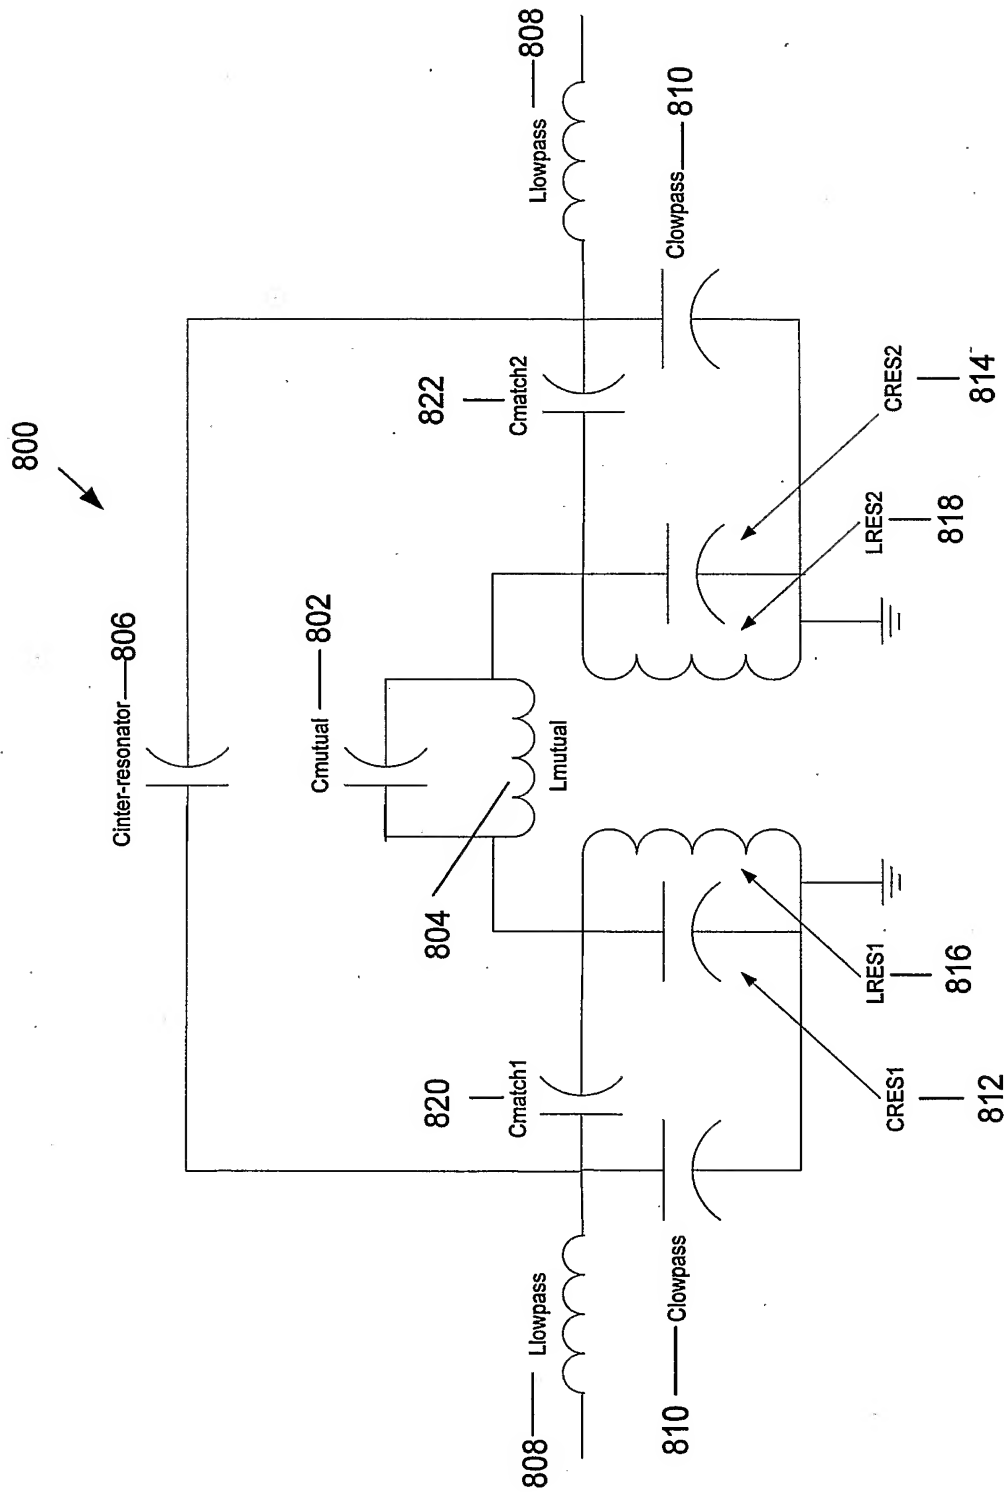 800
Cinter-resonator 806
Cmutual 802
804
Lmutual
820
Cmatch1
822
Cmatch2
808 Llowpass
Llowpass 808
810 Clowpass
Clowpass 810
CRES1
812
LRES1
816
LRES2
818
CRES2
814